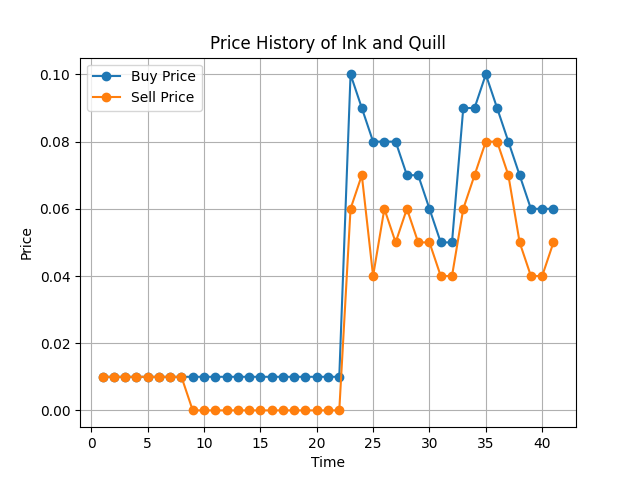 Price History of Ink and Quill
Buy Price
Sell Price
0.10
0.08
0.06
0.04
0.02
0.00
Price
0 5 10 15 20 25 30 35 40
Time